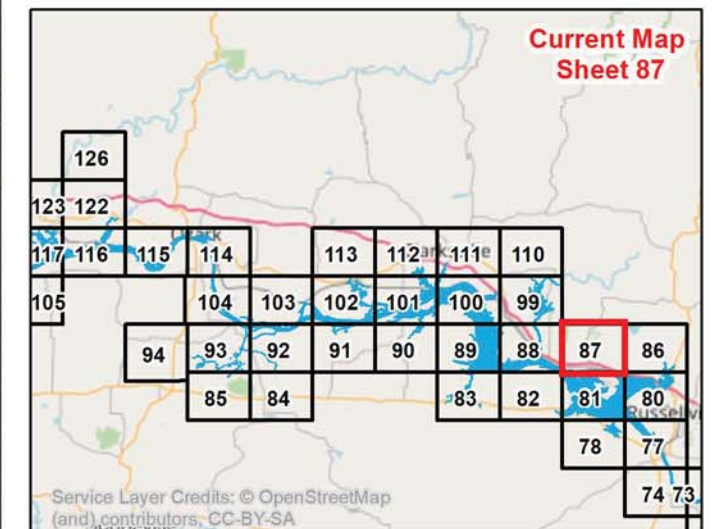 Current Map
Sheet 87
126
123 122
117 116 115 114 113 112 111 110
105 104 103 102 101 100 99
94 93 92 91 90 89 88 87 86
85 84 83 82 81 80
78 77
74 73
Service Layer Credits: © OpenStreetMap
(and) contributors, CC-BY-SA